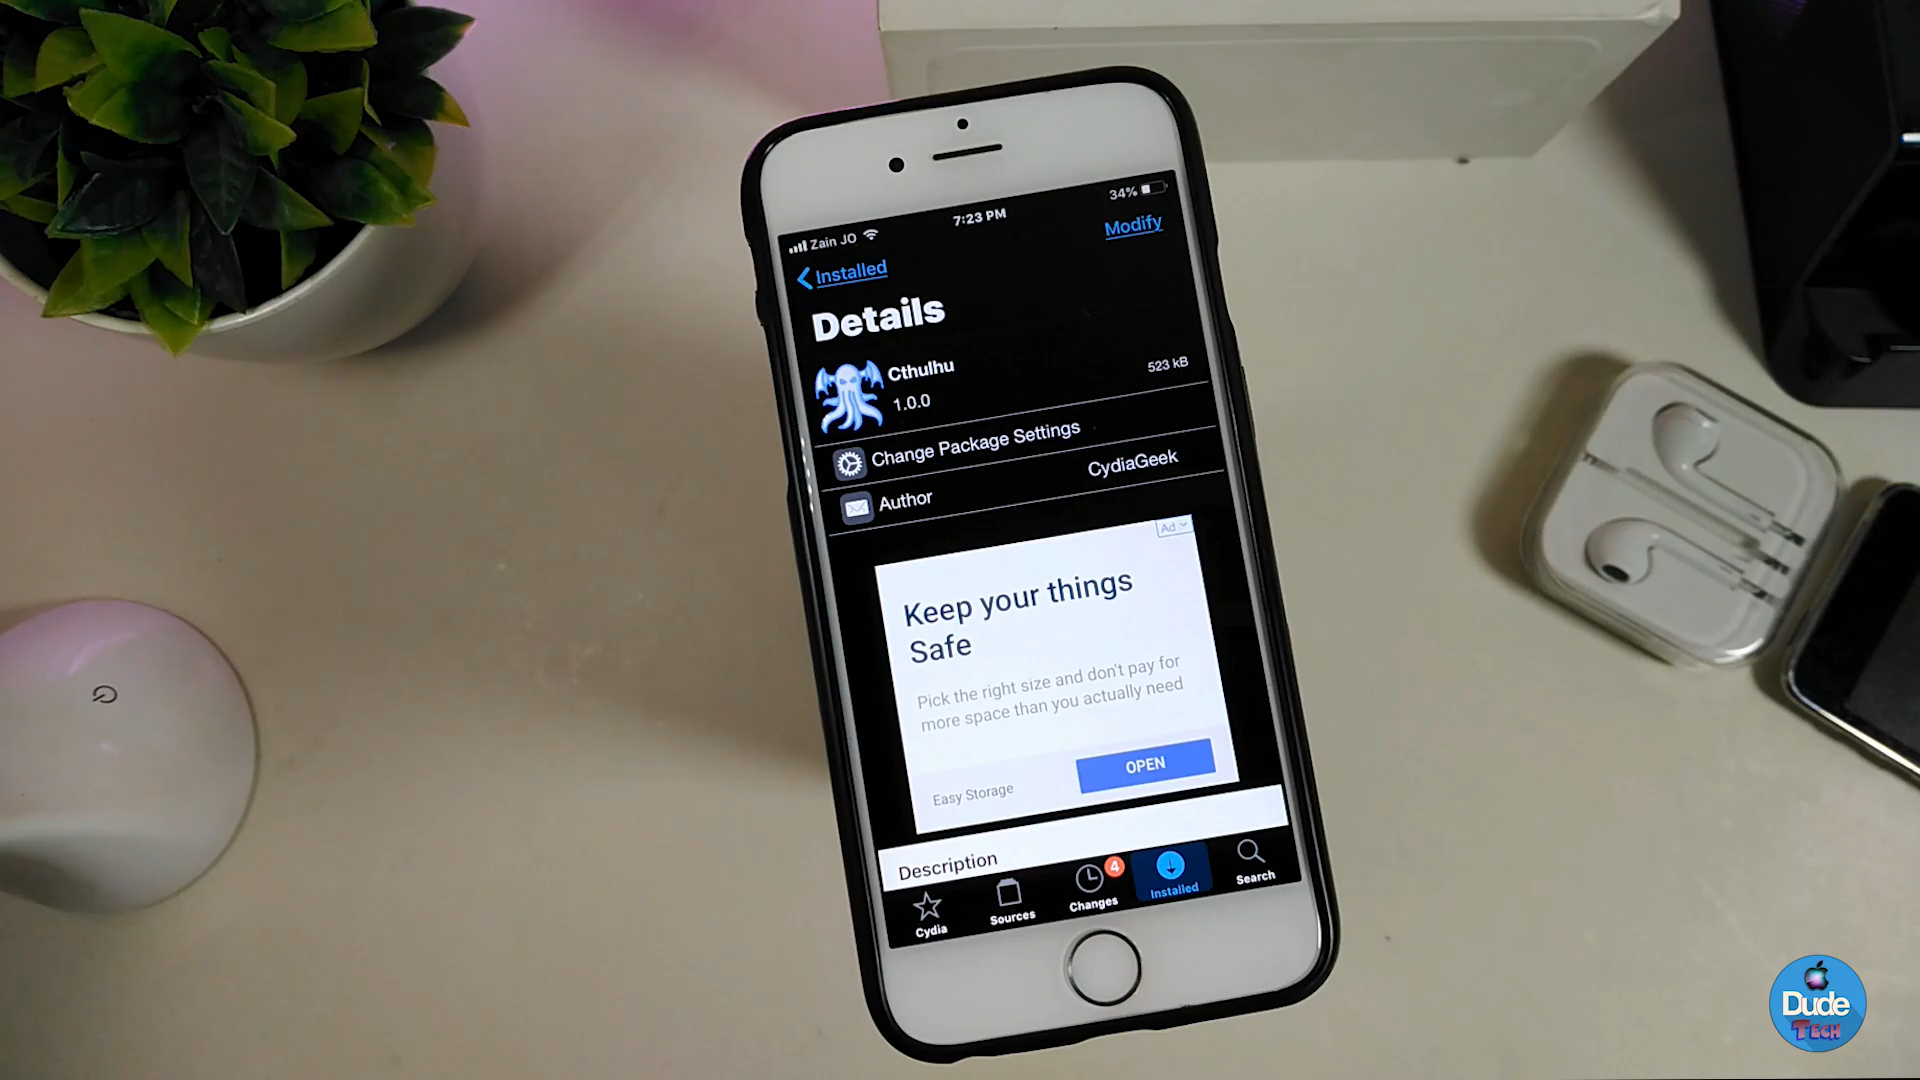 Zain JO
7:23 PM
34%
Installed
Modify
Details
Cthulhu
523 kB
1.0.0
Change Package Settings
Author
CydiaGeek
Ad
Keep your things
Safe
Pick the right size and don't pay for
more space than you actually need
Easy Storage
OPEN
Description
Cydia
Sources
Changes
4
Installed
Search
Dude
TECH